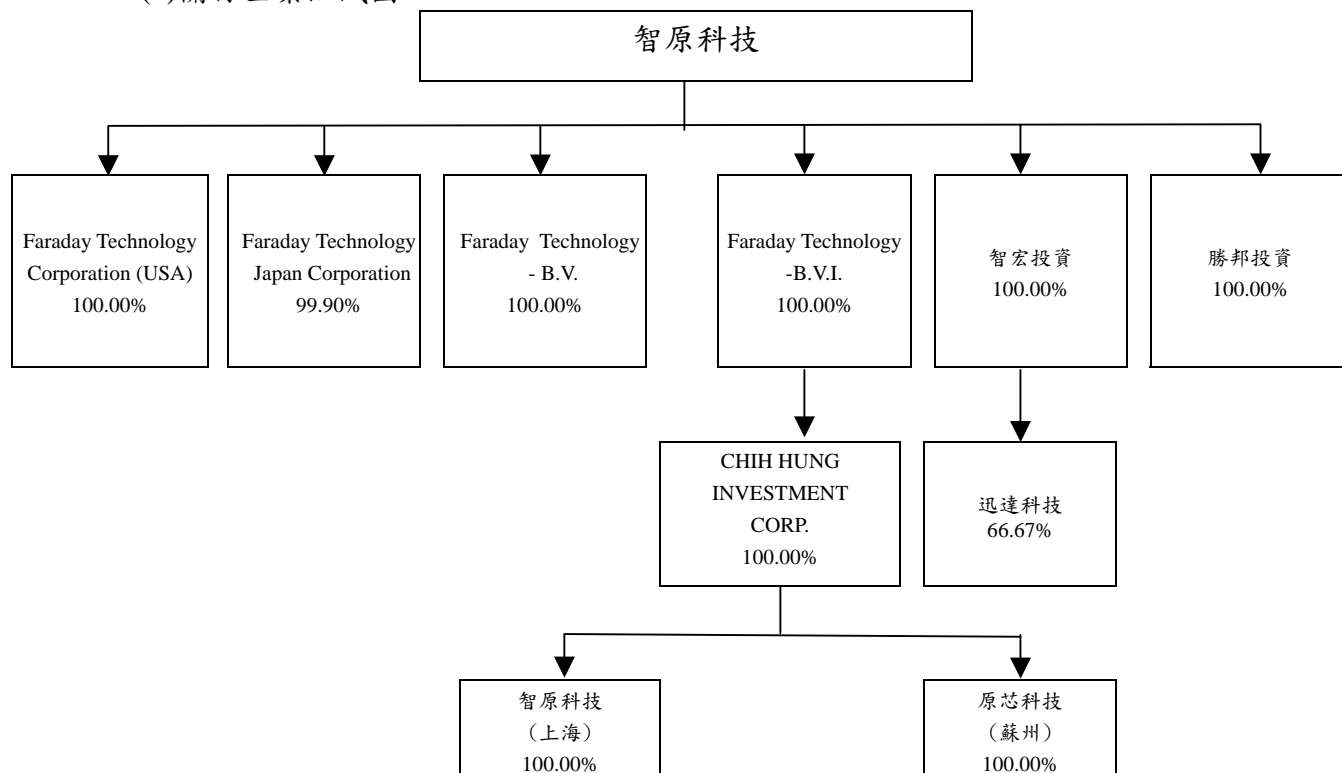 智原科技
Faraday Technology
Corporation (USA)
100.00%
Faraday Technology
Japan Corporation
99.90%
Faraday Technology
- B.V.
100.00%
Faraday Technology
-B.V.I.
100.00%
智宏投資
100.00%
勝邦投資
100.00%
CHIH HUNG
INVESTMENT
CORP.
100.00%
迅達科技
66.67%
智原科技
(上海)
100.00%
原芯科技
(蘇州)
100.00%